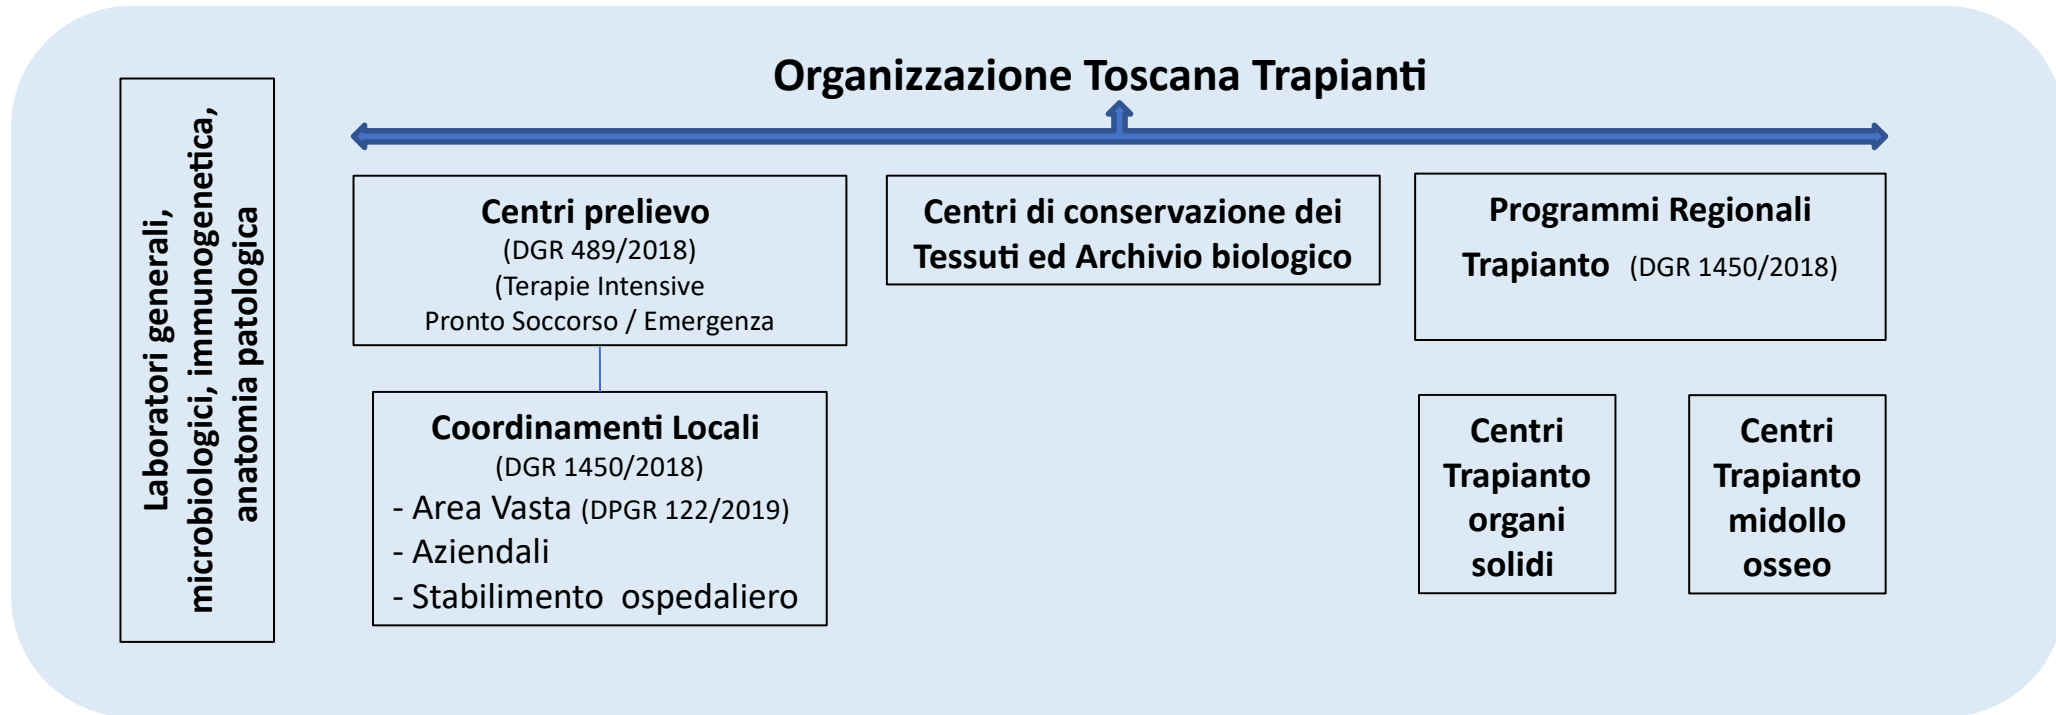 Organizzazione Toscana Trapianti
Laboratori generali,
microbiologici, immunogenetica,
anatomia patologica
Centri prelievo
(DGR 489/2018)
(Terapie Intensive
Pronto Soccorso / Emergenza
Centri di conservazione dei
Tessuti ed Archivio biologico
Programmi Regionali
Trapianto (DGR 1450/2018)
Coordinamenti Locali
(DGR 1450/2018)
- Area Vasta (DPGR 122/2019)
- Aziendali
- Stabilimento ospedaliero
Centri
Trapianto
organi
solidi
Centri
Trapianto
midollo
osseo